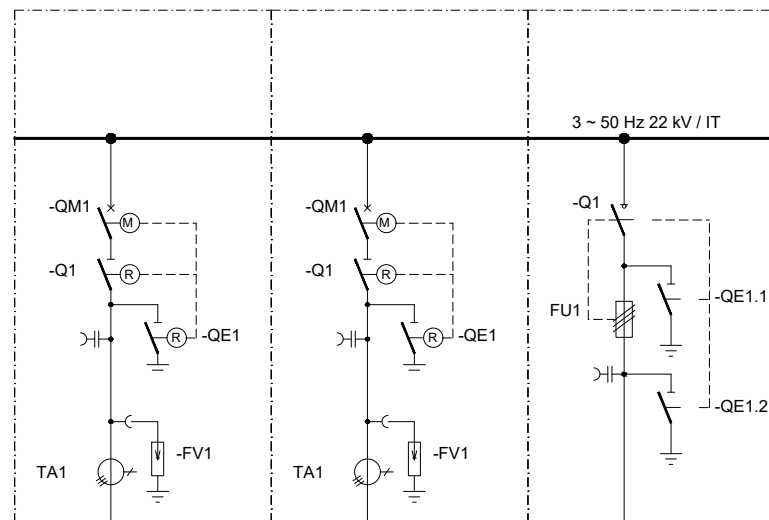 3 ~ 50 Hz 22 kV / IT
-QM1
M
-QM1
M
-Q1
-Q1
R
-Q1
R
-QE1.1
FU1
R
-QE1
R
-QE1
-QE1.2
-FV1
-FV1
TA1
TA1